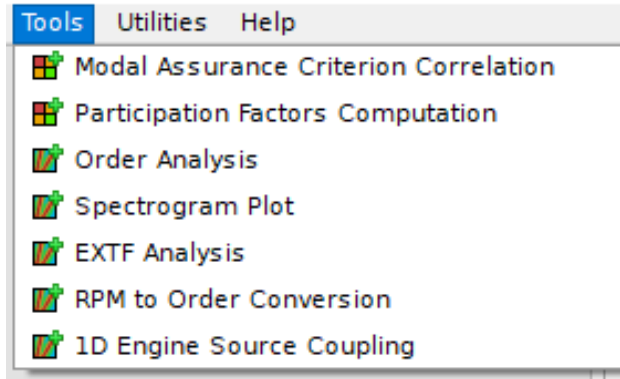 Tools Utilities Help
Modal Assurance Criterion Correlation
Participation Factors Computation
Order Analysis
Spectrogram Plot
EXTF Analysis
RPM to Order Conversion
1D Engine Source Coupling